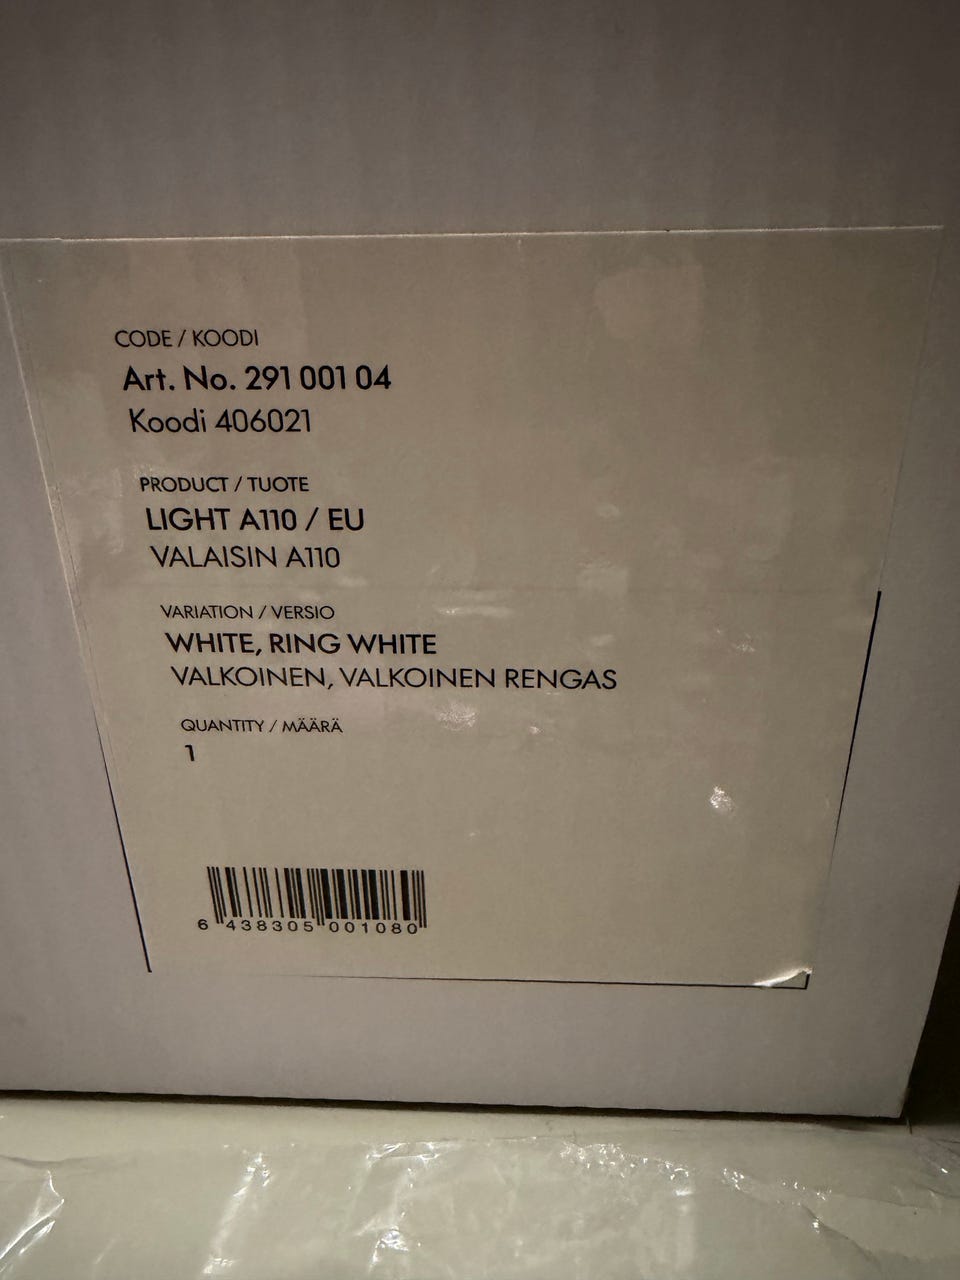 CODE / KOODI
Art. No. 291 001 04
Koodi 406021
PRODUCT / TUOTE
LIGHT A110 / EU
VALAISIN A110
VARIATION / VERSIO
WHITE, RING WHITE
VALKOINEN, VALKOINEN RENGAS
QUANTITY / MÄÄRÄ
1
6 438305 001080